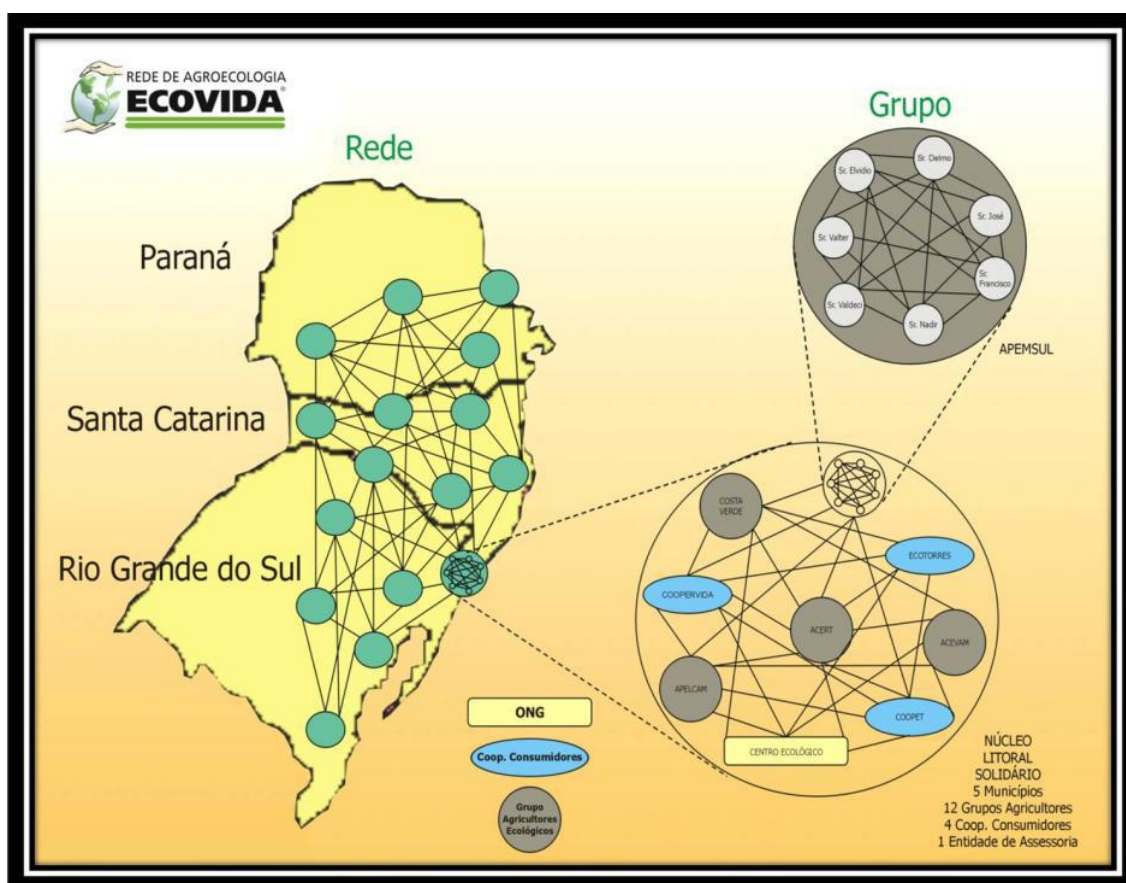 REDE DE AGROECOLOGIA
ECOVIDA®
Rede
Paraná
Santa Catarina
Rio Grande do Sul
Grupo
Sr. Delmo
Sr. Elvidio
Sr. José
Sr. Valter
Sr.
Francisco
Sr. Valdeci
Sr. Nadir
APEMSUL
COSTA
VERDE
ECOTORRES
COOPERVIDA
ACERT
ACEVAM
APELCAM
COOPET
CENTRO ECOLÓGICO
ONG
Coop. Consumidores
Grupo
Agricultores
Ecológicos
NÚCLEO
LITORAL
SOLIDÁRIO
5 Municípios
12 Grupos Agricultores
4 Coop. Consumidores
1 Entidade de Assessoria